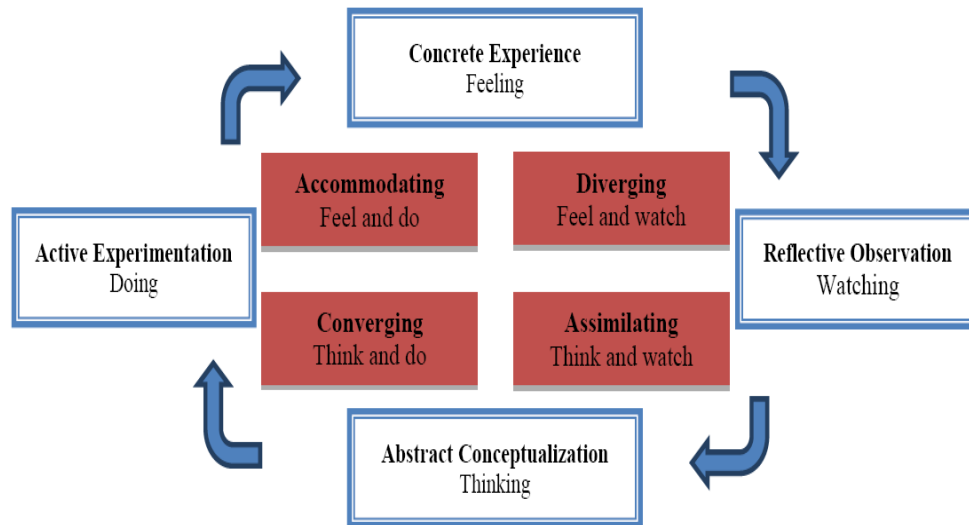 Concrete Experience
Feeling
Accommodating
Feel and do
Diverging
Feel and watch
Active Experimentation
Doing
Reflective Observation
Watching
Converging
Think and do
Assimilating
Think and watch
Abstract Conceptualization
Thinking